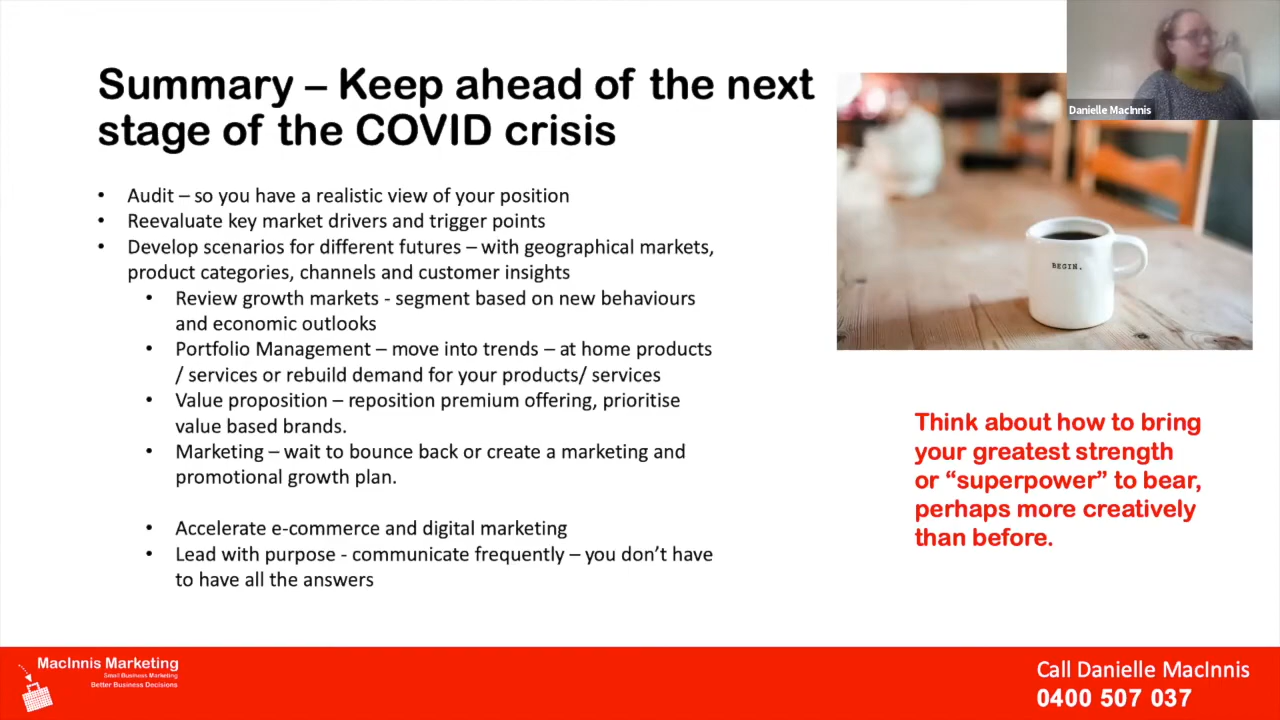 Summary – Keep ahead of the next
stage of the COVID crisis
Danielle MacInnis
• Audit – so you have a realistic view of your position
• Reevaluate key market drivers and trigger points
• Develop scenarios for different futures – with geographical markets,
product categories, channels and customer insights
• Review growth markets - segment based on new behaviours
and economic outlooks
• Portfolio Management – move into trends – at home products
/ services or rebuild demand for your products/ services
• Value proposition – reposition premium offering, prioritise
value based brands.
• Marketing – wait to bounce back or create a marketing and
promotional growth plan.
• Accelerate e-commerce and digital marketing
• Lead with purpose - communicate frequently – you don’t have
to have all the answers
BEGIN.
Think about how to bring
your greatest strength
or “superpower” to bear,
perhaps more creatively
than before.
MacInnis Marketing
Small Business Marketing
Better Business Decisions
Call Danielle MacInnis
0400 507 037